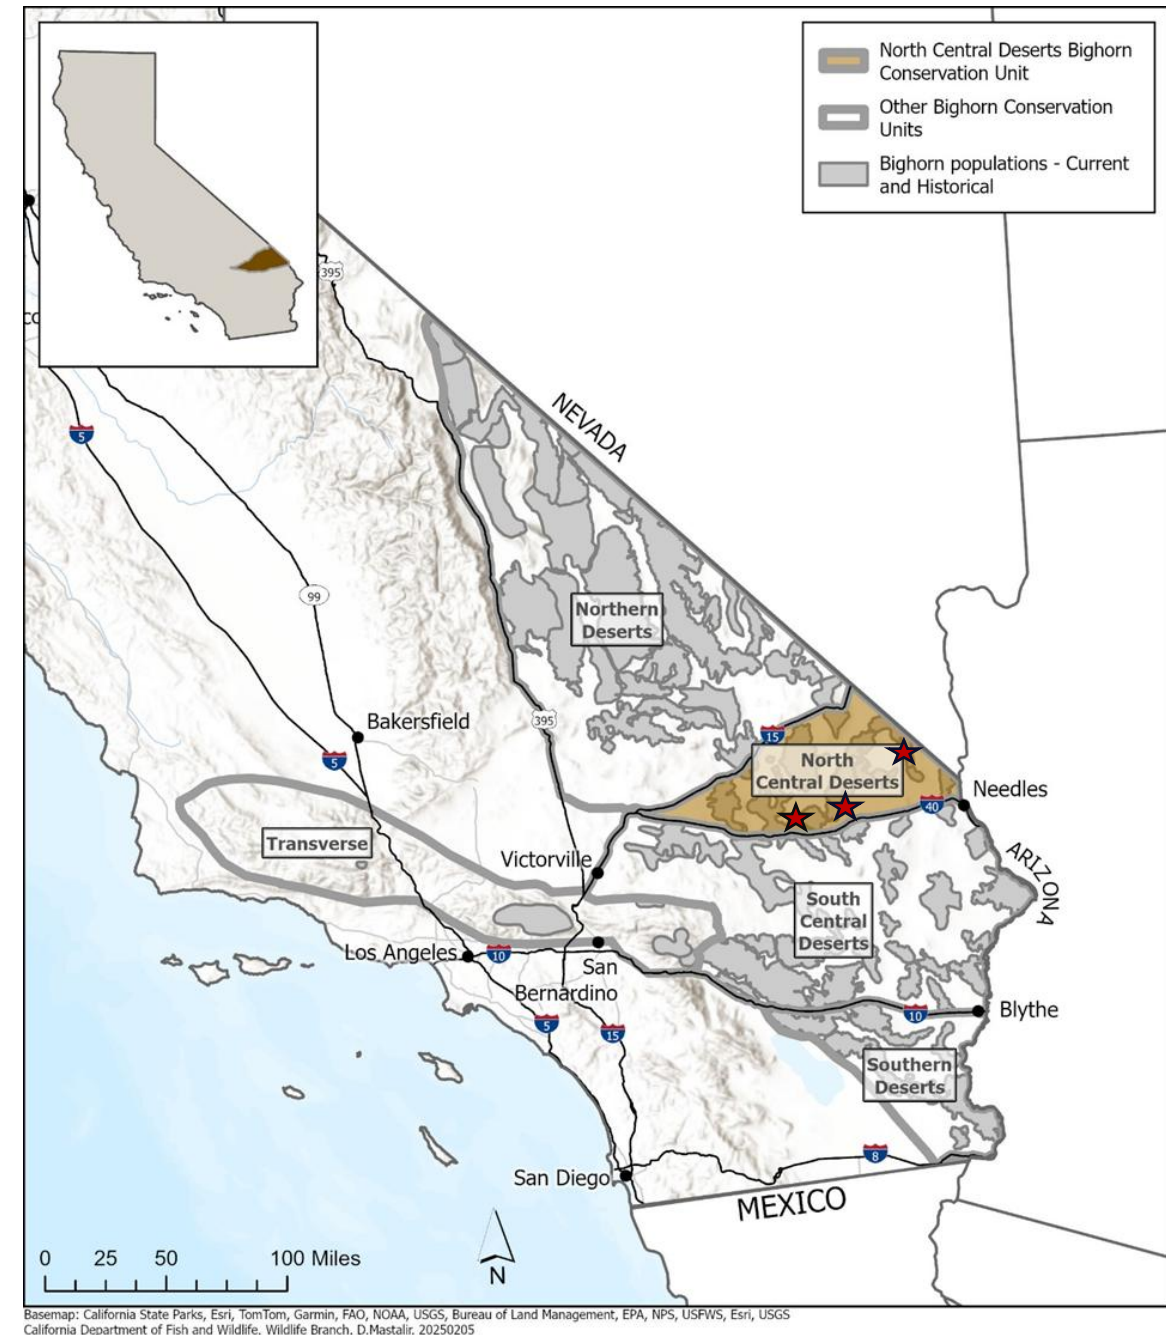 North Central Deserts Bighorn
Conservation Unit
Other Bighorn Conservation
Units
Bighorn populations - Current
and Historical
395
5
NEVADA
99
Northern
Deserts
395
Bakersfield
15
5
North
Central Deserts
Needles
40
Transverse
Victorville
ARIZONA
South
Central
Deserts
Los Angeles
10
San
Bernardino
10
Blythe
5
15
Southern
Deserts
8
San Diego
MEXICO
0 25 50 100 Miles
N
Basemap: California State Parks, Esri, TomTom, Garmin, FAO, NOAA, USGS, Bureau of Land Management, EPA, NPS, USFWS, Esri, USGS
California Department of Fish and Wildlife, Wildlife Branch, D.Mastalir, 20250205